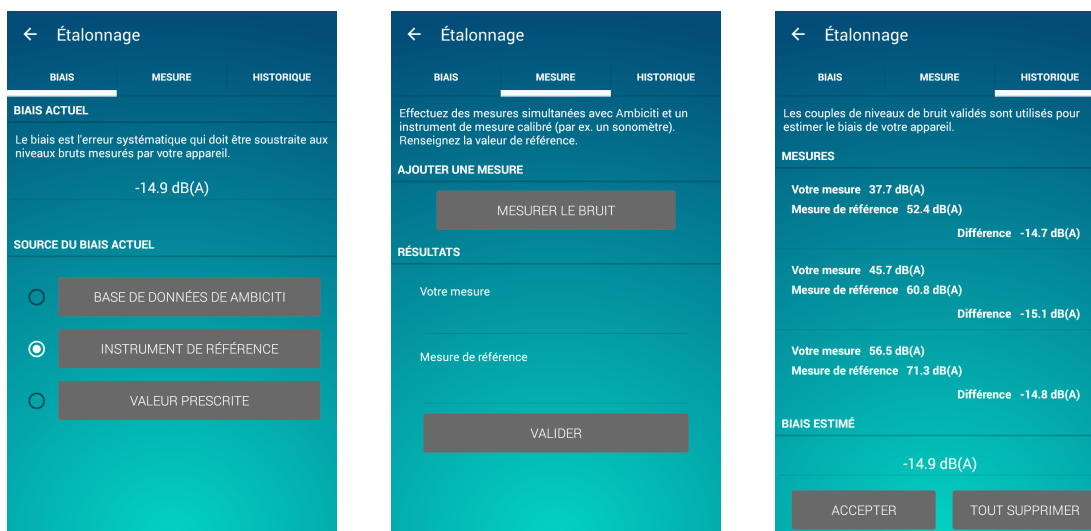 Étalonnage
BIAIS
MESURE
HISTORIQUE
BIAIS ACTUEL
Le biais est l'erreur systématique qui doit être soustraite aux
niveaux bruts mesurés par votre appareil.
-14.9 dB(A)
SOURCE DU BIAIS ACTUEL
BASE DE DONNÉES DE AMBICITI
INSTRUMENT DE RÉFÉRENCE
VALEUR PRESCRITE
Étalonnage
BIAIS
MESURE
HISTORIQUE
Effectuez des mesures simultanées avec Ambiciti et un
instrument de mesure calibré (par ex. un sonomètre).
Renseignez la valeur de référence.
AJOUTER UNE MESURE
MESURER LE BRUIT
RÉSULTATS
Votre mesure
Mesure de référence
VALIDER
Étalonnage
BIAIS
MESURE
HISTORIQUE
Les couples de niveaux de bruit validés sont utilisés pour
estimer le biais de votre appareil.
MESURES
Votre mesure 37.7 dB(A)
Mesure de référence 52.4 dB(A)
Différence -14.7 dB(A)
Votre mesure 45.7 dB(A)
Mesure de référence 60.8 dB(A)
Différence -15.1 dB(A)
Votre mesure 56.5 dB(A)
Mesure de référence 71.3 dB(A)
Différence -14.8 dB(A)
BIAIS ESTIMÉ
-14.9 dB(A)
ACCEPTER
TOUT SUPPRIMER